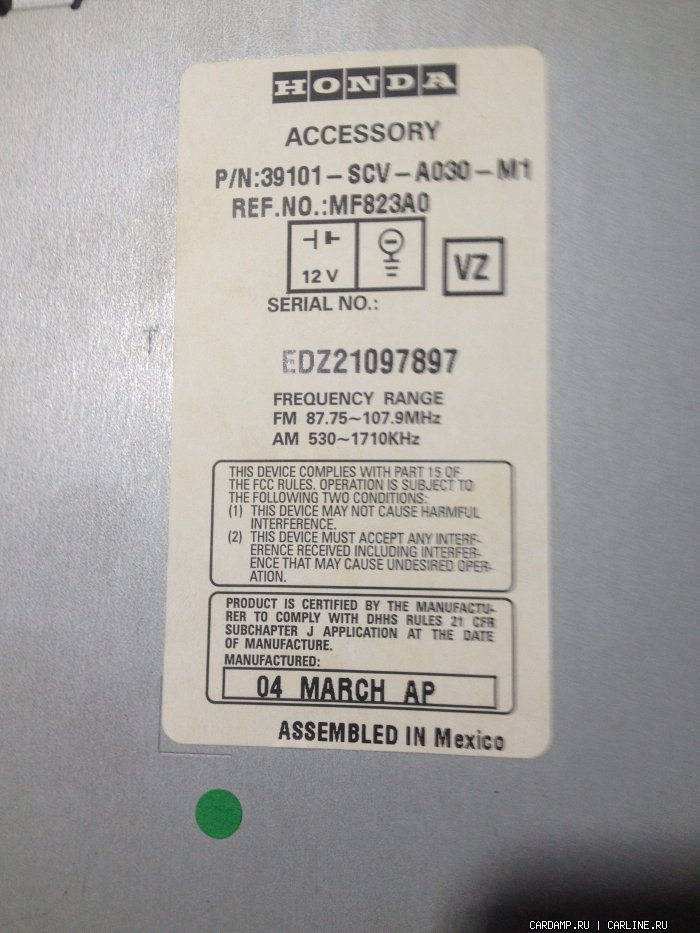 HONDA
ACCESSORY
P/N:39101-SCV-A030-M1
REF.NO.:MF823A0
12 V
VZ
SERIAL NO.:
T
EDZ21097897
FREQUENCY RANGE
FM 87.75~107.9MHz
AM 530~1710KHz
THIS DEVICE COMPLIES WITH PART 15 OF
THE FCC RULES. OPERATION IS SUBJECT TO
THE FOLLOWING TWO CONDITIONS:
(1) THIS DEVICE MAY NOT CAUSE HARMFUL
INTERFERENCE.
(2) THIS DEVICE MUST ACCEPT ANY INTERF-
ERENCE RECEIVED INCLUDING INTERFER-
ENCE THAT MAY CAUSE UNDESIRED OPER-
ATION.
PRODUCT IS CERTIFIED BY THE MANUFACTU-
RER TO COMPLY WITH DHHS RULES 21 CFR
SUBCHAPTER J APPLICATION AT THE DATE
OF MANUFACTURE.
MANUFACTURED:
04 MARCH AP
ASSEMBLED IN Mexico
CARDAMP.RU | CARLINE.RU